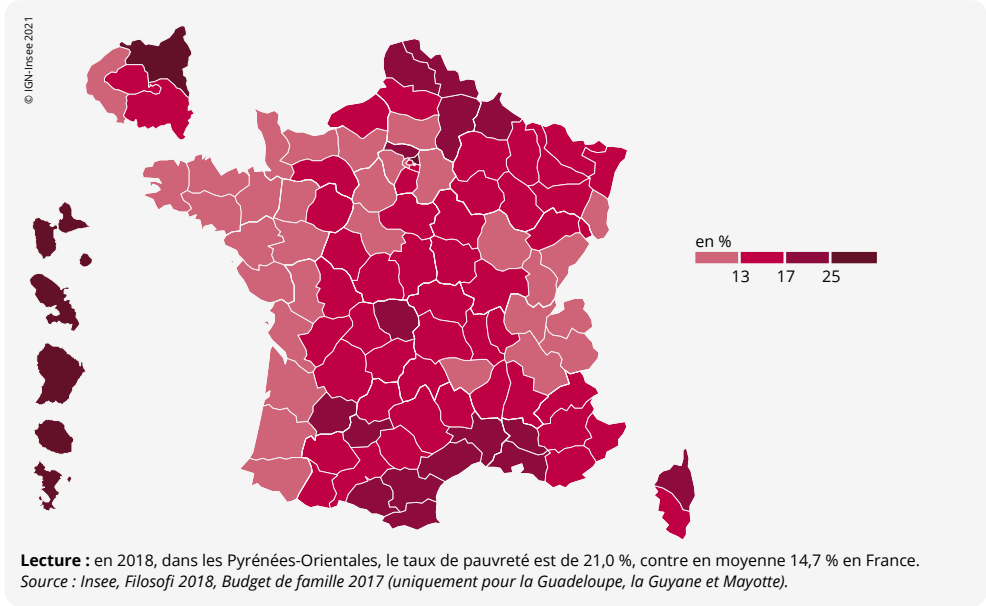 © IGN-Insee 2021
en %
13 17 25
Lecture : en 2018, dans les Pyrénées-Orientales, le taux de pauvreté est de 21,0 %, contre en moyenne 14,7 % en France.
Source : Insee, Filosofi 2018, Budget de famille 2017 (uniquement pour la Guadeloupe, la Guyane et Mayotte).